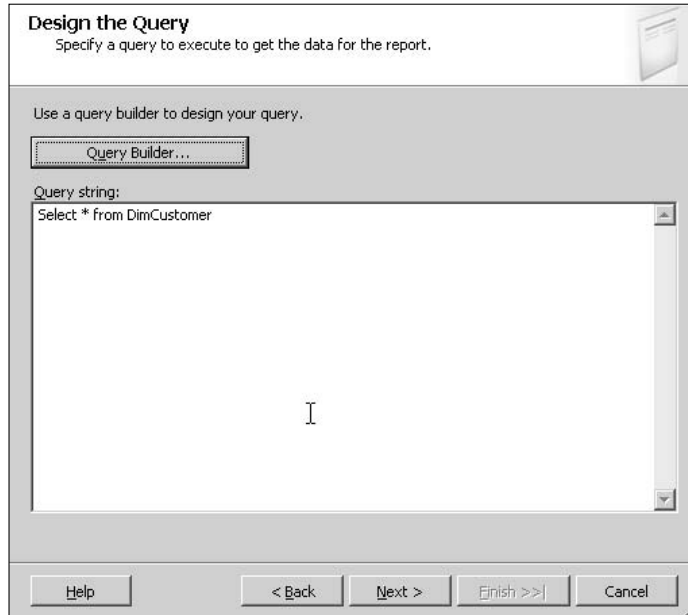 Design the Query
Specify a query to execute to get the data for the report.
Use a query builder to design your query.
Query Builder...
Query string:
Select * from DimCustomer
Help
< Back
Next >
Finish >>|
Cancel